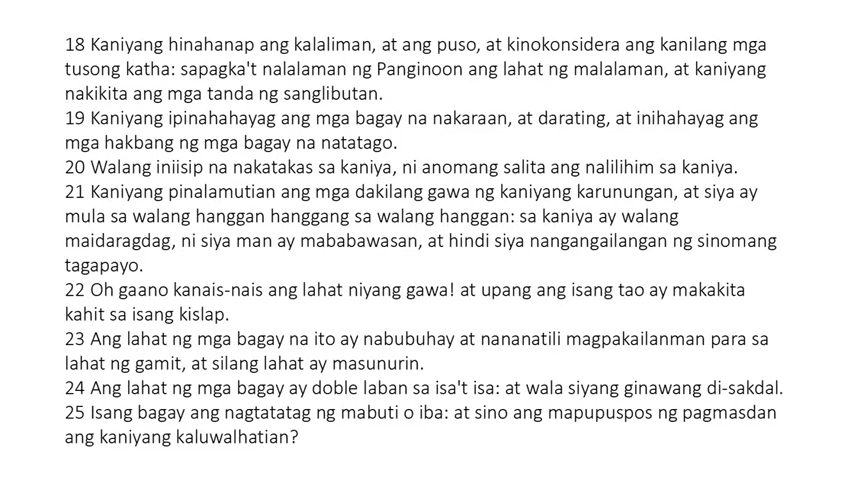 18 Kaniyang hinahanap ang kalaliman, at ang puso, at kinokonsidera ang kanilang mga
tusong katha: sapagka't nalalaman ng Panginoon ang lahat ng malalaman, at kaniyang
nakikita ang mga tanda ng sanglibutan.
19 Kaniyang ipinahahayag ang mga bagay na nakaraan, at darating, at inihahayag ang
mga hakbang ng mga bagay na natatago.
20 Walang iniisip na nakatakas sa kaniya, ni anomang salita ang nalilihim sa kaniya.
21 Kaniyang pinalamutian ang mga dakilang gawa ng kaniyang karunungan, at siya ay
mula sa walang hanggan hanggang sa walang hanggan: sa kaniya ay walang
maidaragdag, ni siya man ay mababawasan, at hindi siya nangangailangan ng sinomang
tagapayo.
22 Oh gaano kanais-nais ang lahat niyang gawa! at upang ang isang tao ay makakita
kahit sa isang kislap.
23 Ang lahat ng mga bagay na ito ay nabubuhay at nananatili magpakailanman para sa
lahat ng gamit, at silang lahat ay masunurin.
24 Ang lahat ng mga bagay ay doble laban sa isa't isa: at wala siyang ginawang di-sakdal.
25 Isang bagay ang nagtatatag ng mabuti o iba: at sino ang mapupuspos ng pagmasdan
ang kaniyang kaluwalhatian?